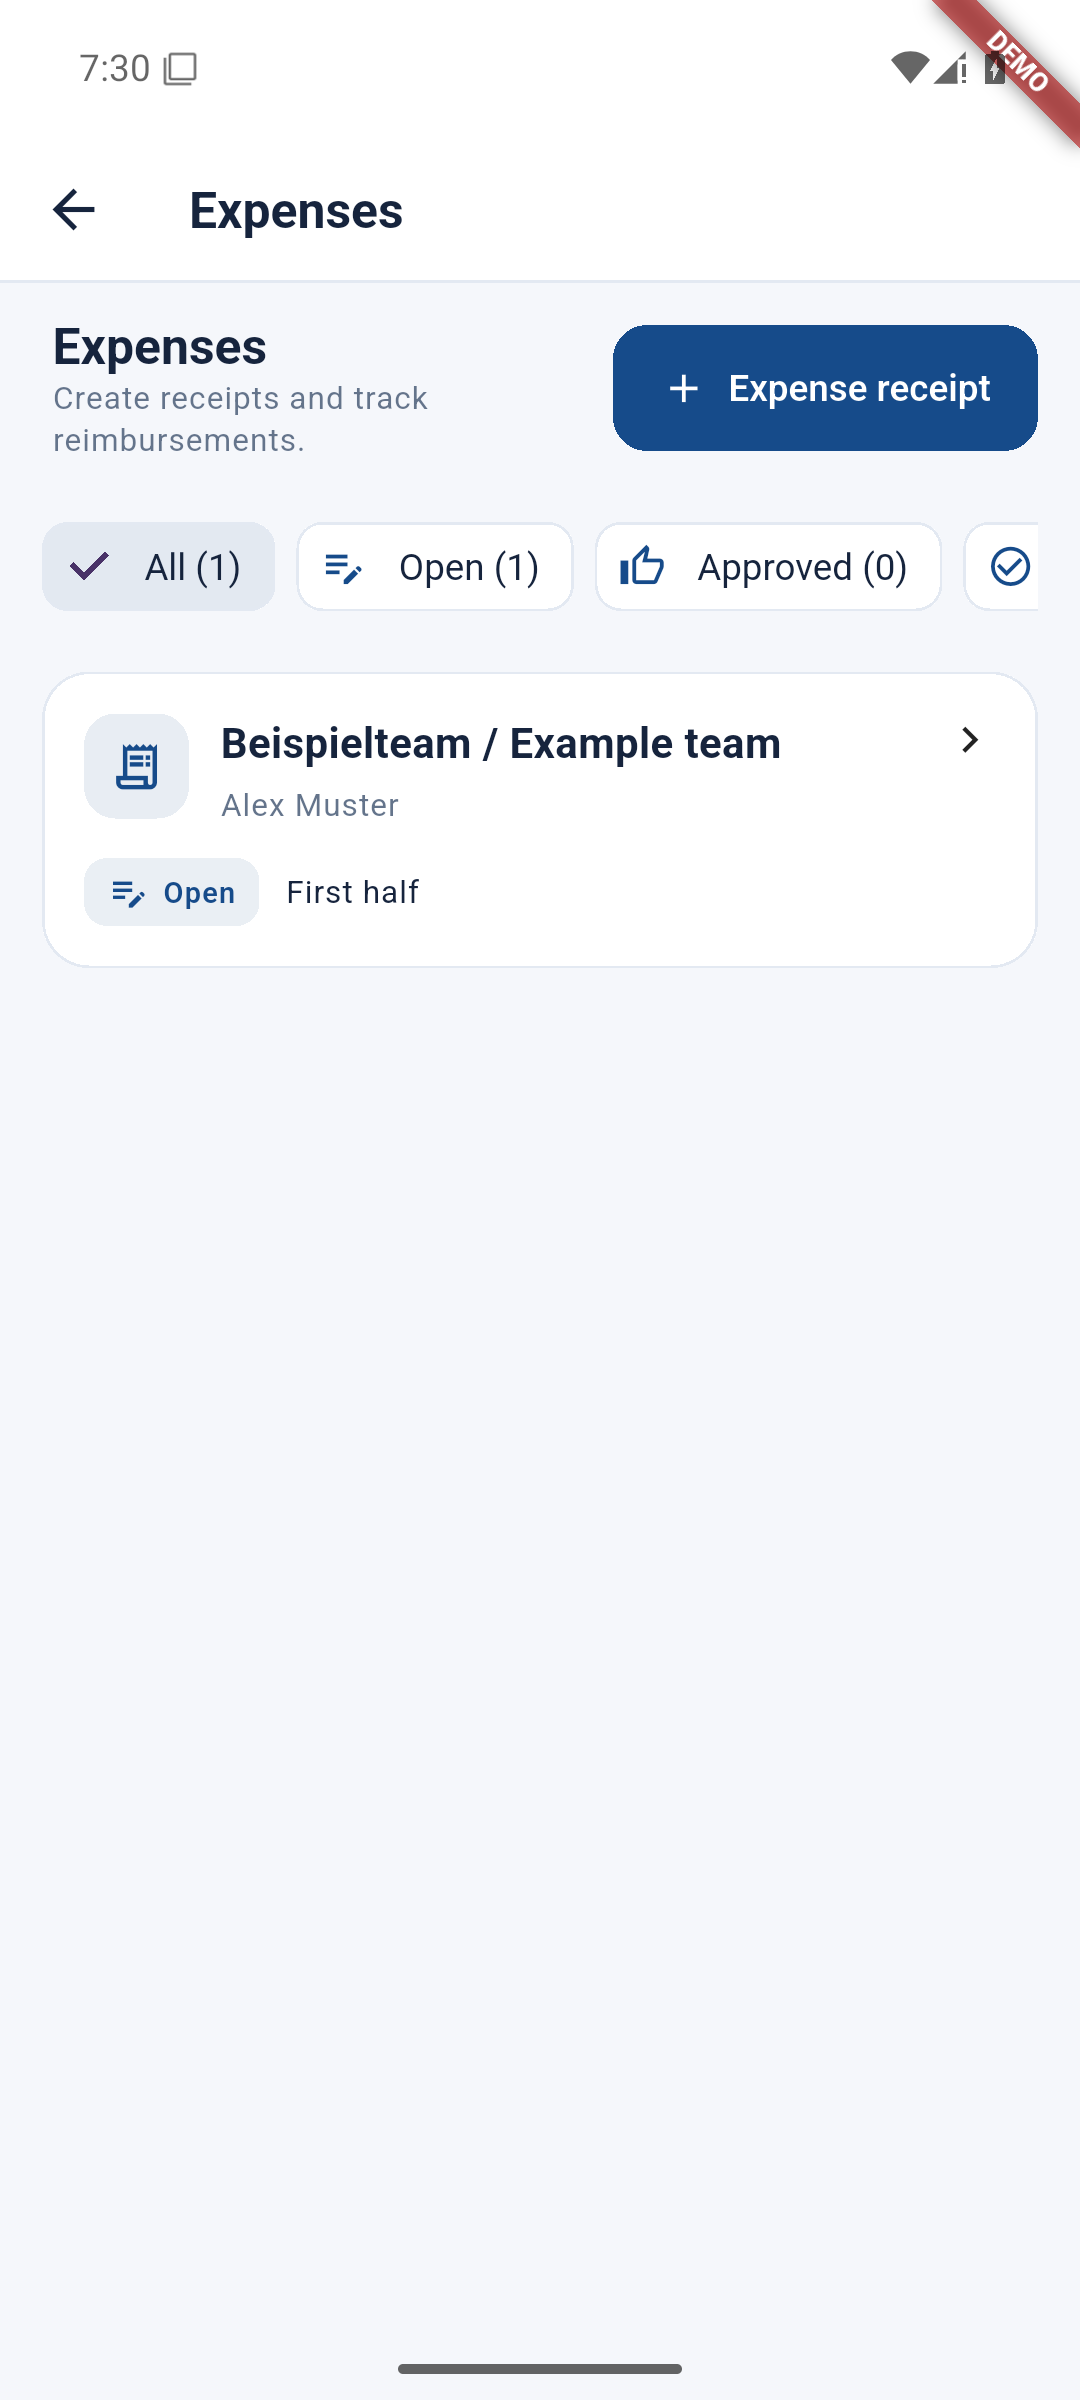 7:30
DEMO
Expenses
Expenses
Create receipts and track
reimbursements.
Expense receipt
All (1)
Open (1)
Approved (0)
Beispielteam / Example team
Alex Muster
Open
First half